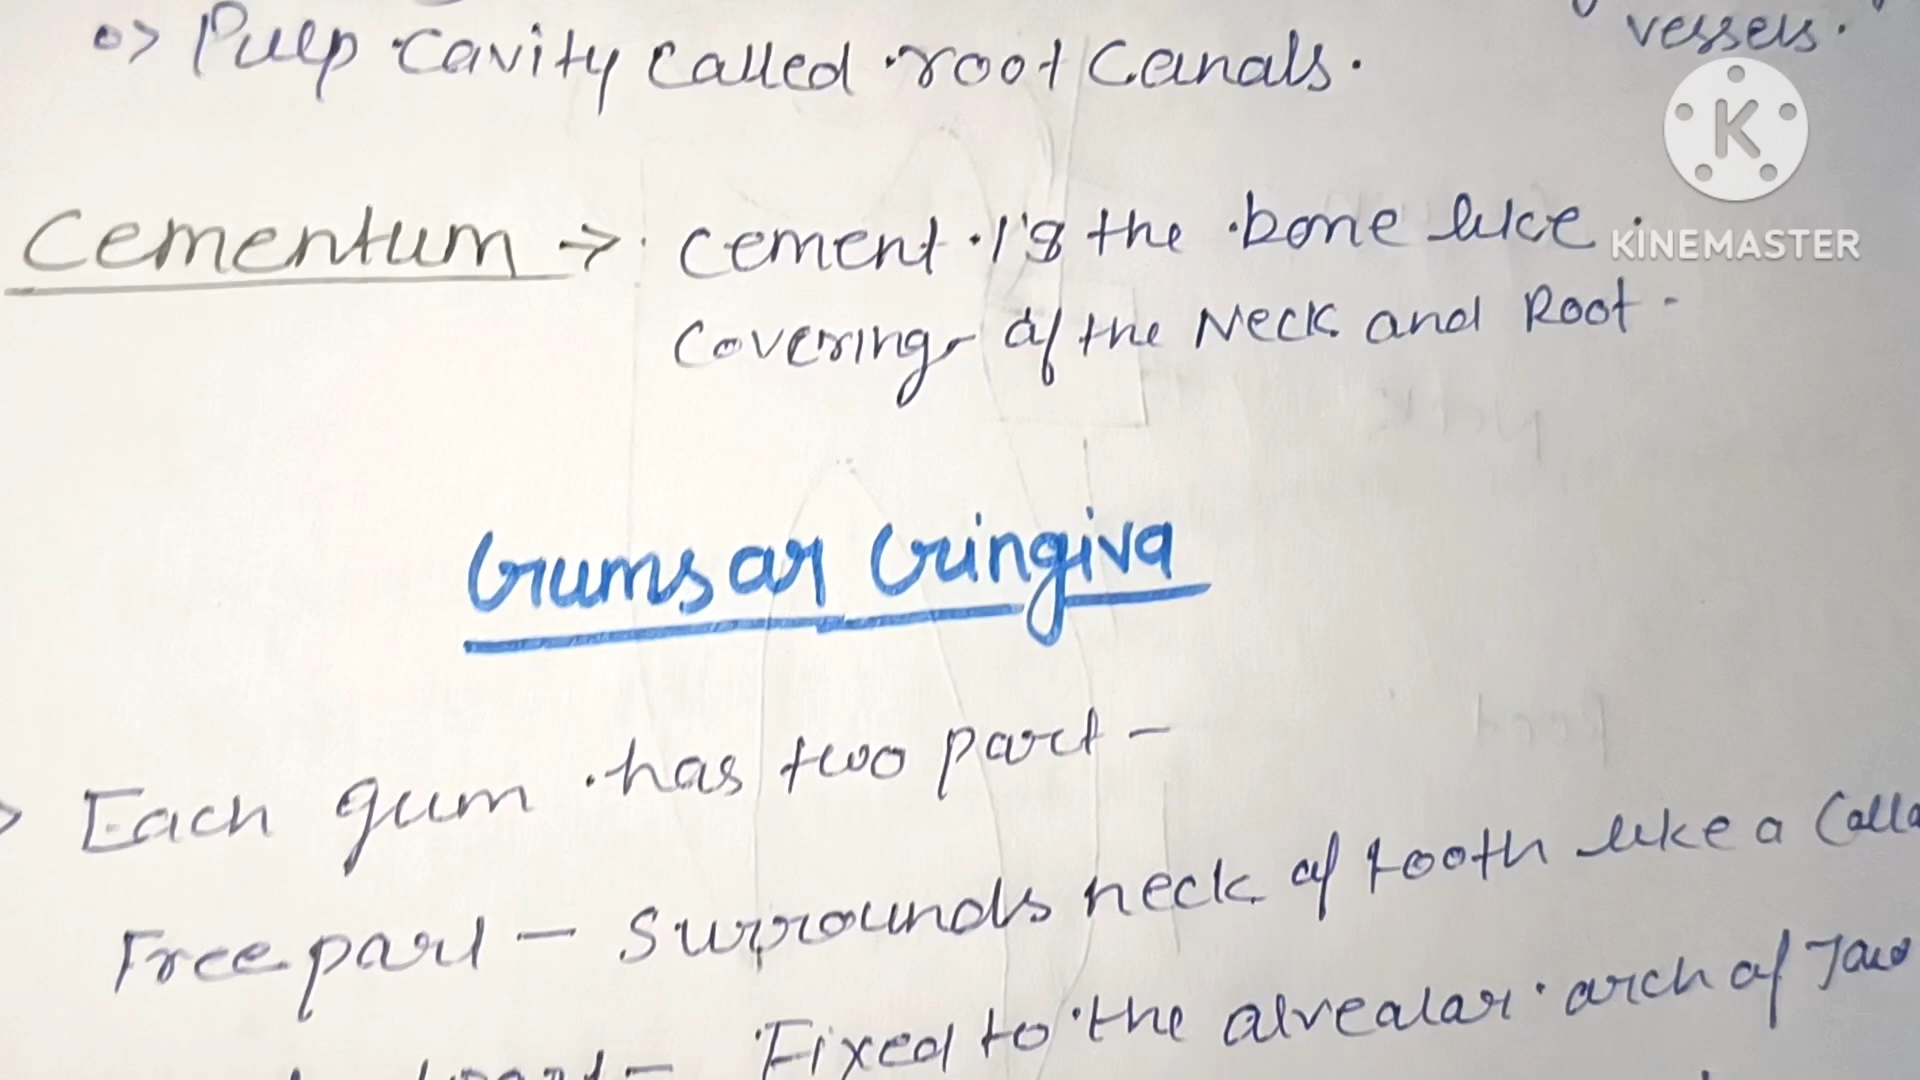 vessels.
=> Pulp cavity called root canals.
K
KINEMASTER
Cementum → cement is the bone like
covering of the Neck and Root -
Gums or Gingiva
> Each gum has two part -
Free part - surrounds neck of tooth like a Colla
Fixed to the alvealar arch of Jaw